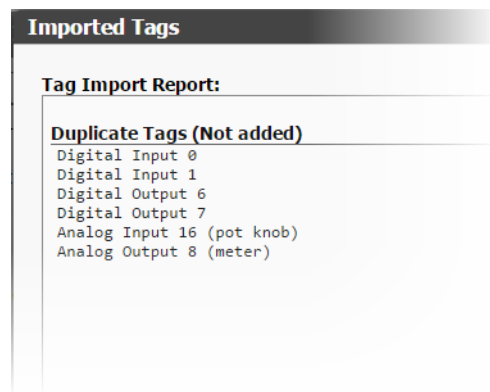 Imported Tags
Tag Import Report:
Duplicate Tags (Not added)
Digital Input 0
Digital Input 1
Digital Output 6
Digital Output 7
Analog Input 16 (pot knob)
Analog Output 8 (meter)